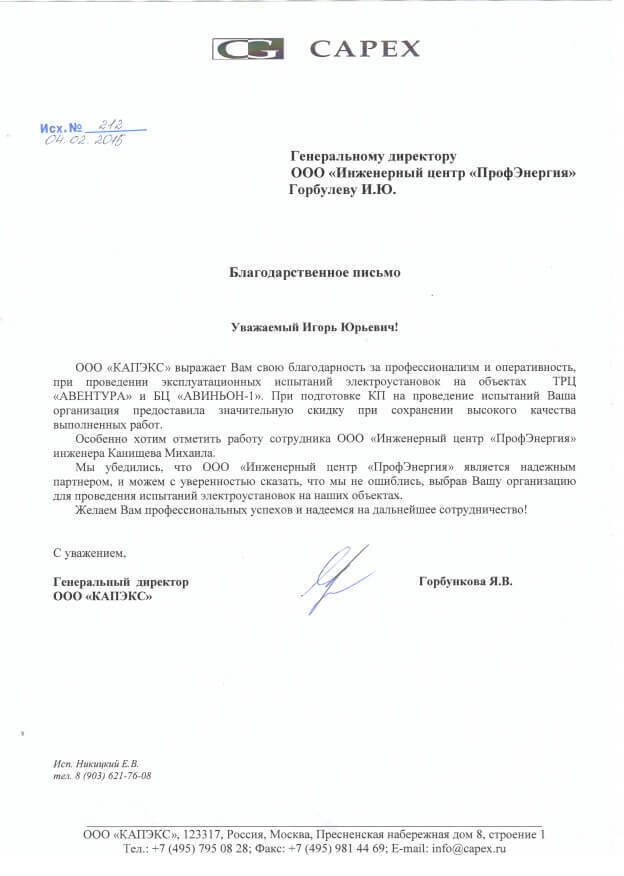 CG CAPEX
Исх.№ 212
04.02.2015
Генеральному директору
ООО «Инженерный центр «ПрофЭнергия»
Горбулеву И.Ю.
Благодарственное письмо
Уважаемый Игорь Юрьевич!
ООО «КАПЭКС» выражает Вам свою благодарность за профессионализм и оперативность,
при проведении эксплуатационных испытаний электроустановок на объектах ТРЦ
«АВЕНТУРА» и БЦ «АВИНЬОН-1». При подготовке КП на проведение испытаний Ваша
организация предоставила значительную скидку при сохранении высокого качества
выполненных работ.
Особенно хотим отметить работу сотрудника ООО «Инженерный центр «ПрофЭнергия»
инженера Канищева Михаила.
Мы убедились, что ООО «Инженерный центр «ПрофЭнергия» является надежным
партнером, и можем с уверенностью сказать, что мы не ошиблись, выбрав Вашу организацию
для проведения испытаний электроустановок на наших объектах.
Желаем Вам профессиональных успехов и надеемся на дальнейшее сотрудничество!
С уважением,
Генеральный директор Горбункова Я.В.
ООО «КАПЭКС»
Исп. Никицкий Е.В.
тел. 8 (903) 621-76-08
ООО «КАПЭКС», 123317, Россия, Москва, Пресненская набережная дом 8, строение 1
Тел.: +7 (495) 795 08 28; Факс: +7 (495) 981 44 69; E-mail: info@capex.ru